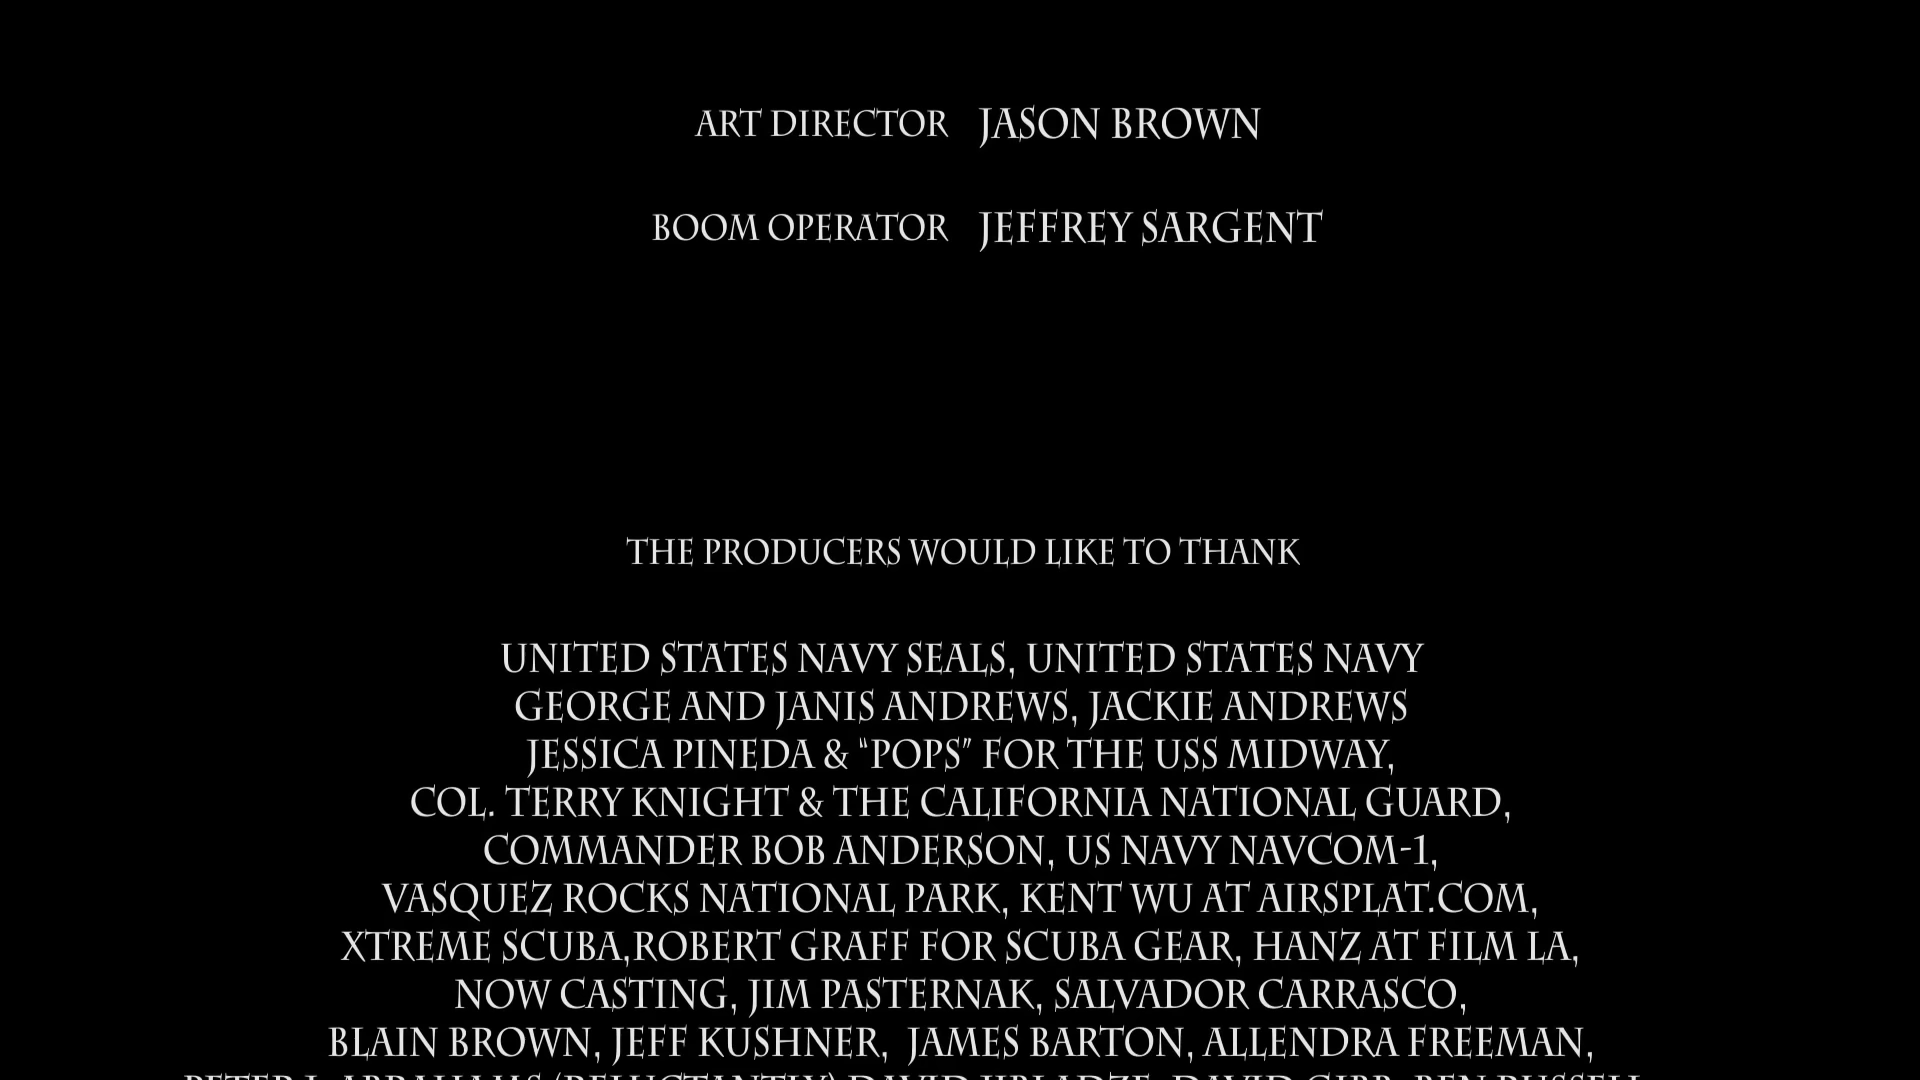 ART DIRECTOR JASON BROWN
BOOM OPERATOR JEFFREY SARGENT
THE PRODUCERS WOULD LIKE TO THANK
UNITED STATES NAVY SEALS, UNITED STATES NAVY
GEORGE AND JANIS ANDREWS, JACKIE ANDREWS
JESSICA PINEDA & “POPS” FOR THE USS MIDWAY,
COL. TERRY KNIGHT & THE CALIFORNIA NATIONAL GUARD,
COMMANDER BOB ANDERSON, US NAVY NAVCOM-1,
VASQUEZ ROCKS NATIONAL PARK, KENT WU AT AIRSPLAT.COM,
XTREME SCUBA,ROBERT GRAFF FOR SCUBA GEAR, HANZ AT FILM LA,
NOW CASTING, JIM PASTERNAK, SALVADOR CARRASCO,
BLAIN BROWN, JEFF KUSHNER,  JAMES BARTON, ALLENDRA FREEMAN,